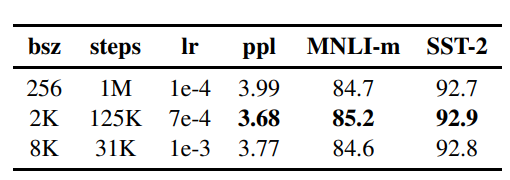 bsz steps lr ppl MNLI-m SST-2
256 1M 1e-4 3.99 84.7 92.7
2K 125K 7e-4 3.68 85.2 92.9
8K 31K 1e-3 3.77 84.6 92.8